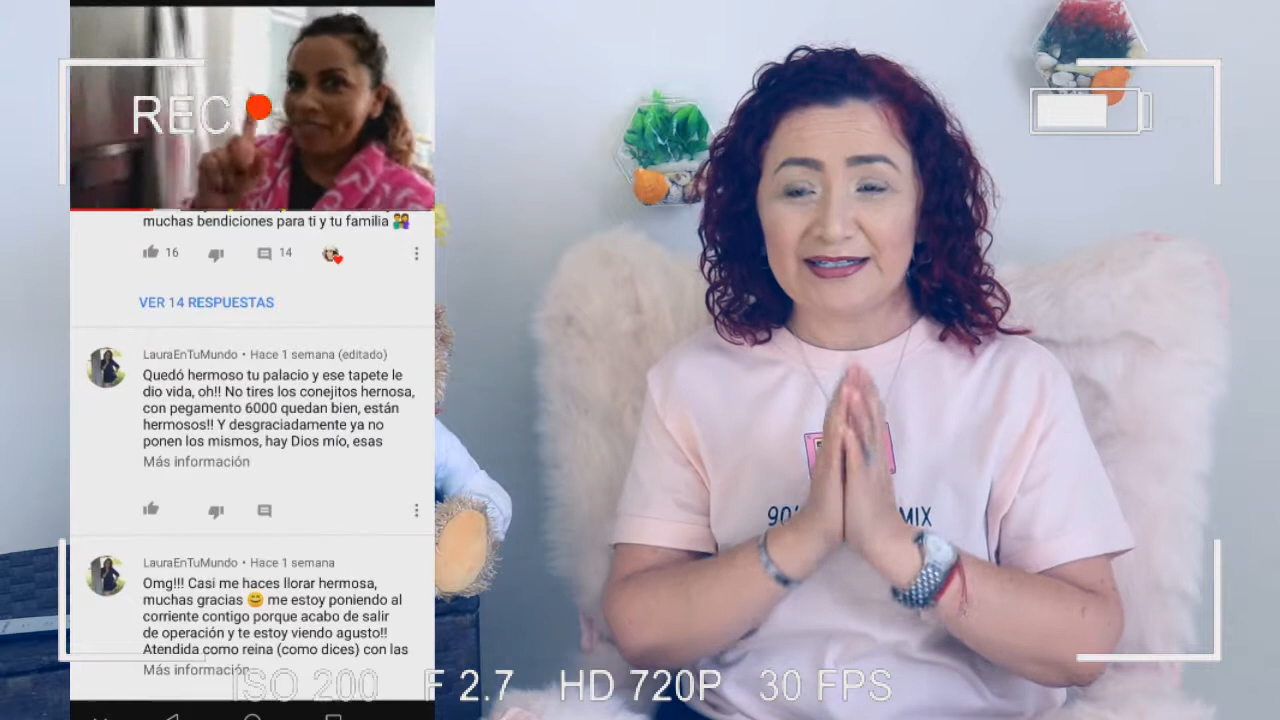 REC
muchas bendiciones para ti y tu familia
16
14
VER 14 RESPUESTAS
LauraEnTuMundo • Hace 1 semana (editado)
Quedó hermoso tu palacio y ese tapete le
dio vida, oh!! No tires los conejitos hernosa,
con pegamento 6000 quedan bien, están
hermosos!! Y desgraciadamente ya no
ponen los mismos, hay Dios mío, esas
Más información
LauraEnTuMundo • Hace 1 semana
Omg!!! Casi me haces llorar hermosa,
muchas gracias 😊 me estoy poniendo al
corriente contigo porque acabo de salir
de operación y te estoy viendo agusto!!
Atendida como reina (como dices) con las
Más información
90' MIX
ISO 200 F 2.7 HD 720P 30 FPS